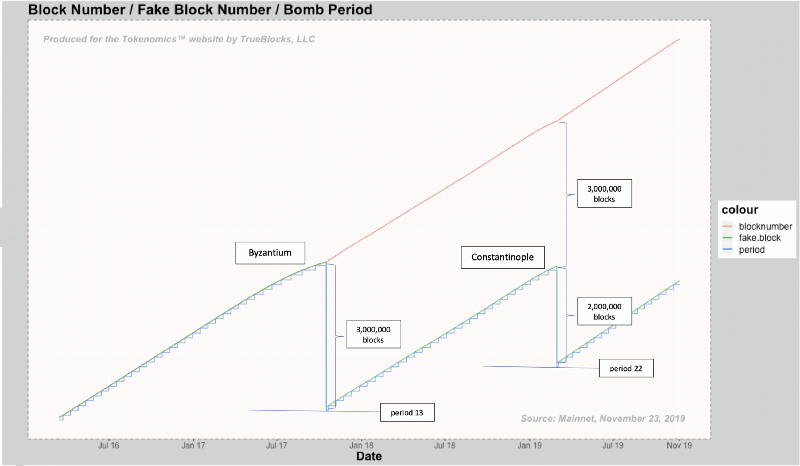 Block Number / Fake Block Number / Bomb Period
Produced for the Tokenomics™ website by TrueBlocks, LLC
3,000,000
blocks
colour
blocknumber
fake.block
period
Byzantium
Constantinople
2,000,000
blocks
3,000,000
blocks
period 22
period 13
Source: Mainnet, November 23, 2019
Jul 16
Jan 17
Jul 17
Jan 18
Jul 18
Jan 19
Jul 19
Nov 19
Date